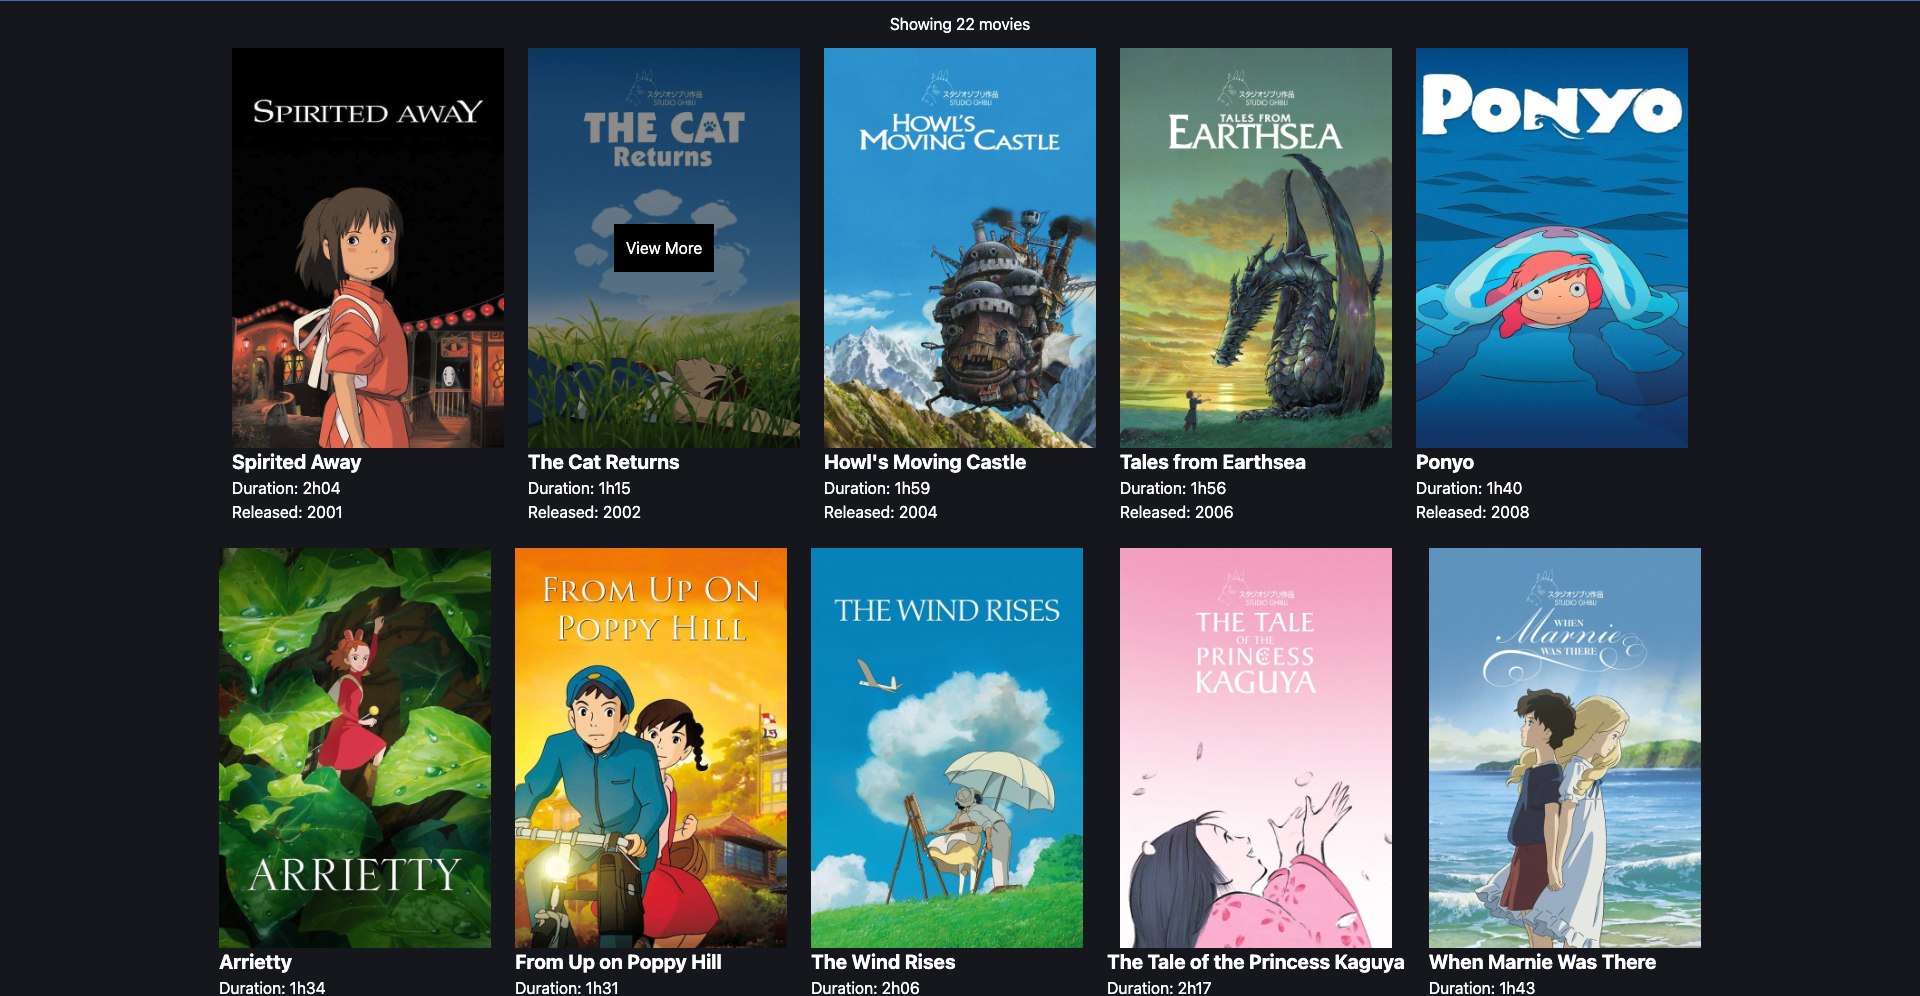 Showing 22 movies
SPIRITED AWAY
スタジオジブリ作品
STUDIO GHIBLI
THE CAT
Returns
View More
スタジオジブリ作品
STUDIO GHIBLI
HOWL'S
MOVING CASTLE
スタジオジブリ作品
STUDIO GHIBLI
TALES FROM
EARTHSEA
PONYO
Spirited Away
Duration: 2h04
Released: 2001
The Cat Returns
Duration: 1h15
Released: 2002
Howl's Moving Castle
Duration: 1h59
Released: 2004
Tales from Earthsea
Duration: 1h56
Released: 2006
Ponyo
Duration: 1h40
Released: 2008
ARRIETTY
FROM UP ON
POPPY HILL
THE WIND RISES
スタジオジブリ作品
STUDIO GHIBLI
THE TALE
OF THE
PRINCESS
KAGUYA
スタジオジブリ作品
STUDIO GHIBLI
WHEN
Marnie
WAS THERE
Arrietty
Duration: 1h34
From Up on Poppy Hill
Duration: 1h31
The Wind Rises
Duration: 2h06
The Tale of the Princess Kaguya
Duration: 2h17
When Marnie Was There
Duration: 1h43